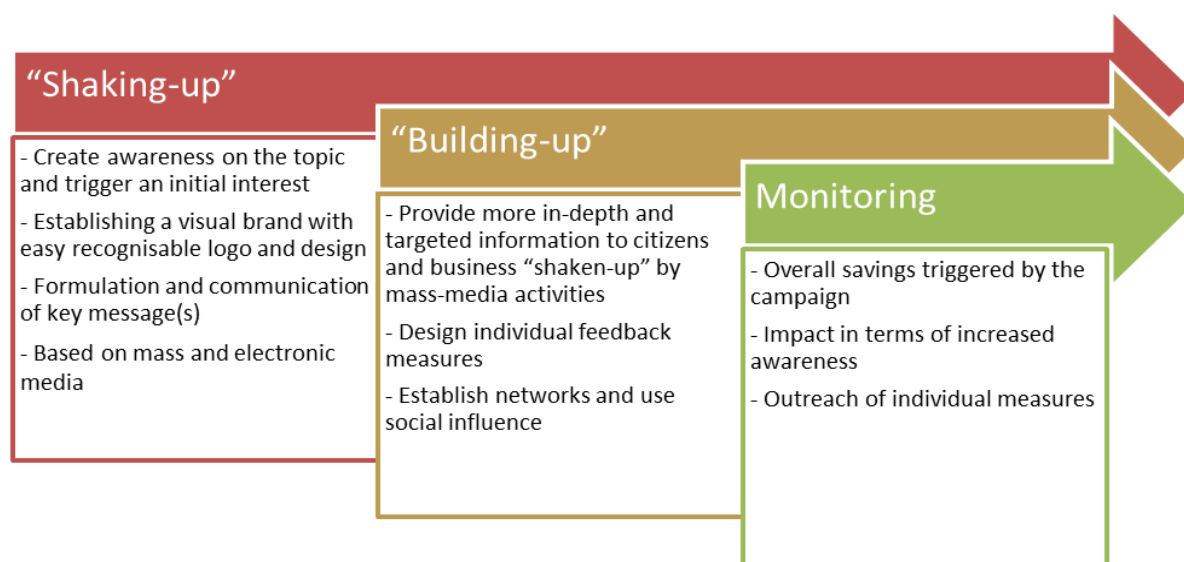 “Shaking-up”
- Create awareness on the topic
and trigger an initial interest
- Establishing a visual brand with
easy recognisable logo and design
- Formulation and communication
of key message(s)
- Based on mass and electronic
media
“Building-up”
- Provide more in-depth and
targeted information to citizens
and business “shaken-up” by
mass-media activities
- Design individual feedback
measures
- Establish networks and use
social influence
Monitoring
- Overall savings triggered by the
campaign
- Impact in terms of increased
awareness
- Outreach of individual measures